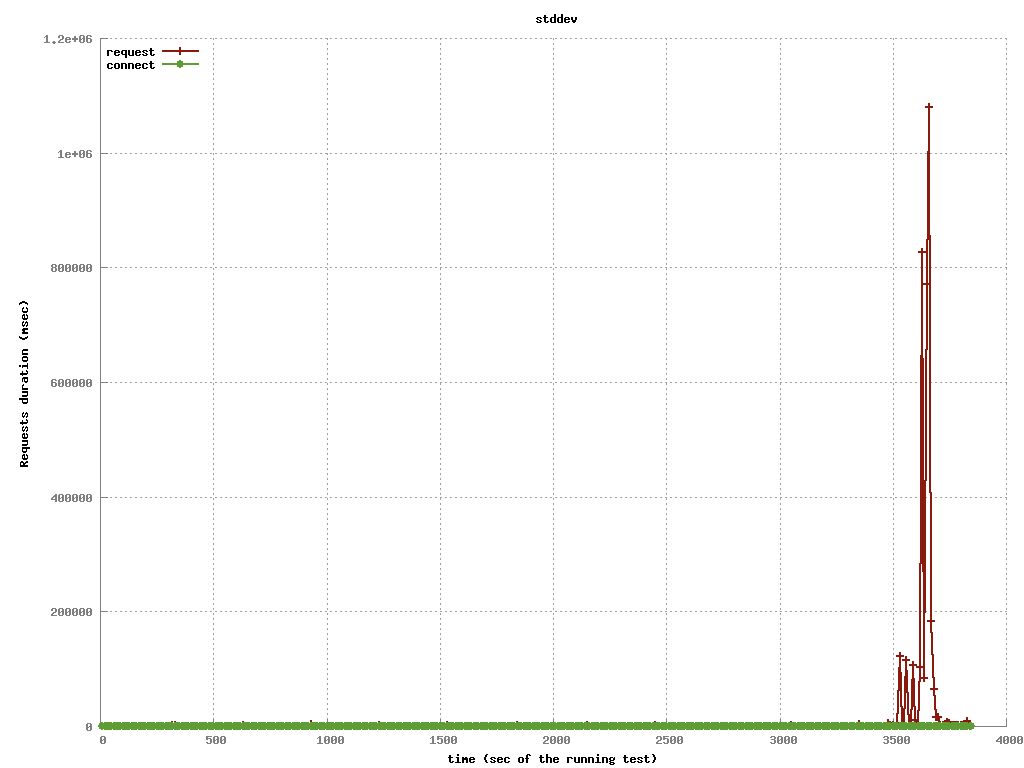 stddev
1.2e+06
request
connect
1e+06
800000
600000
400000
200000
0
Requests duration (msec)
0 500 1000 1500 2000 2500 3000 3500 4000
time (sec of the running test)